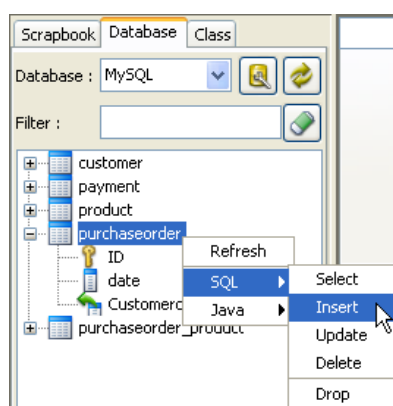 Scrapbook Database Class
Database : MySQL
Filter :
customer
payment
product
purchaseorder
ID Refresh
date SQL Select
Java Insert
purchaseorder_product Update
Delete
Drop